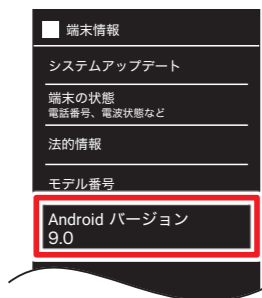 端末情報
システムアップデート
端末の状態
電話番号、電波状態など
法的情報
モデル番号
Android バージョン
9.0